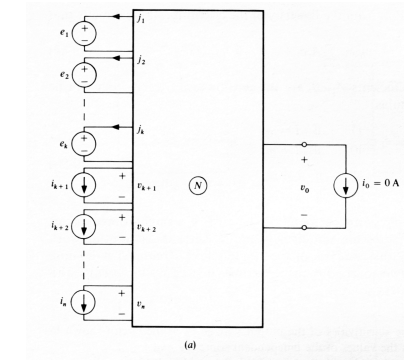 e1 + − j1
e2 + − j2
ek + − jk
ik+1 + − vk+1
ik+2 + − vk+2
in + − vn
N
+ v0 −
i0 = 0 A
(a)